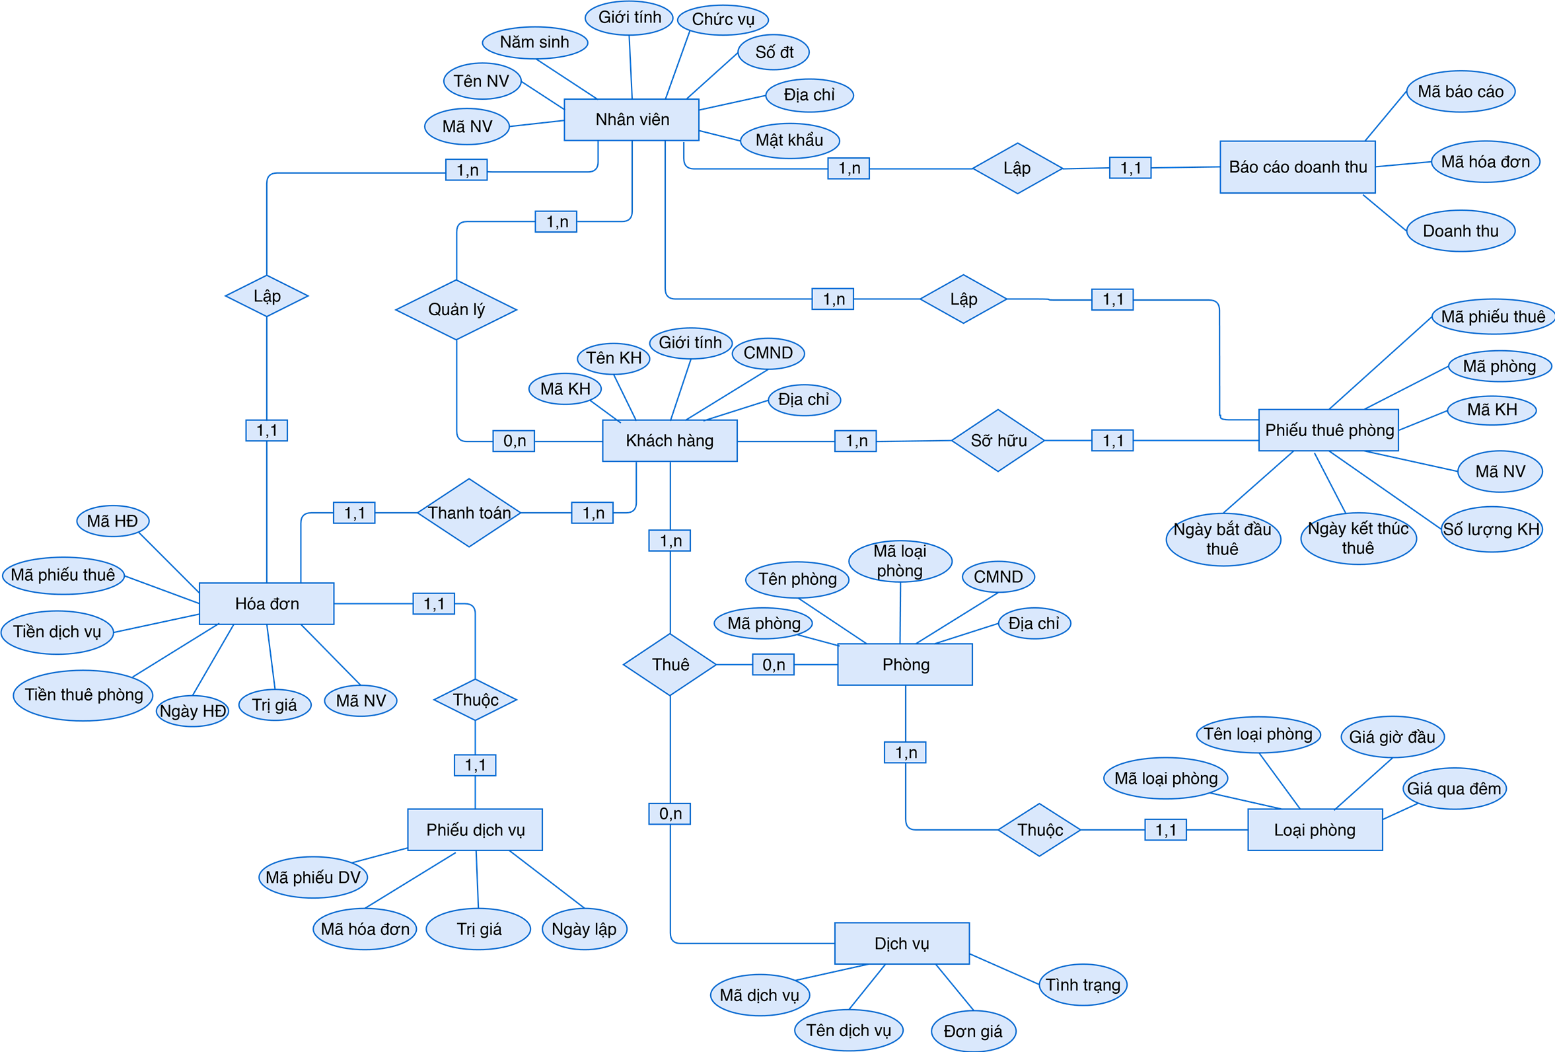 Giới tính
Chức vụ
Năm sinh
Số đt
Tên NV
Địa chỉ
Mã báo cáo
Nhân viên
Mã NV
Mật khẩu
Mã hóa đơn
1,n
1,n
Lập
1,1
Báo cáo doanh thu
1,n
Doanh thu
Lập
Quản lý
1,n
Lập
1,1
Mã phiếu thuê
Giới tính
Tên KH
CMND
Mã phòng
Mã KH
Địa chỉ
Mã KH
1,1
0,n
Khách hàng
1,n
Sỡ hữu
1,1
Phiếu thuê phòng
Mã NV
Mã HĐ
1,1
Thanh toán
1,n
1,n
Ngày bắt đầu
thuê
Ngày kết thúc
thuê
Số lượng KH
Mã phiếu thuê
Mã loại
phòng
Tên phòng
CMND
Hóa đơn
1,1
Tiền dịch vụ
Mã phòng
Địa chỉ
Thuê
0,n
Phòng
Tiền thuê phòng
Ngày HĐ
Trị giá
Mã NV
Thuộc
1,1
1,n
Tên loại phòng
Giá giờ đầu
Mã loại phòng
Giá qua đêm
0,n
Phiếu dịch vụ
Thuộc
1,1
Loại phòng
Mã phiếu DV
Mã hóa đơn
Trị giá
Ngày lập
Dịch vụ
Mã dịch vụ
Tên dịch vụ
Đơn giá
Tình trạng